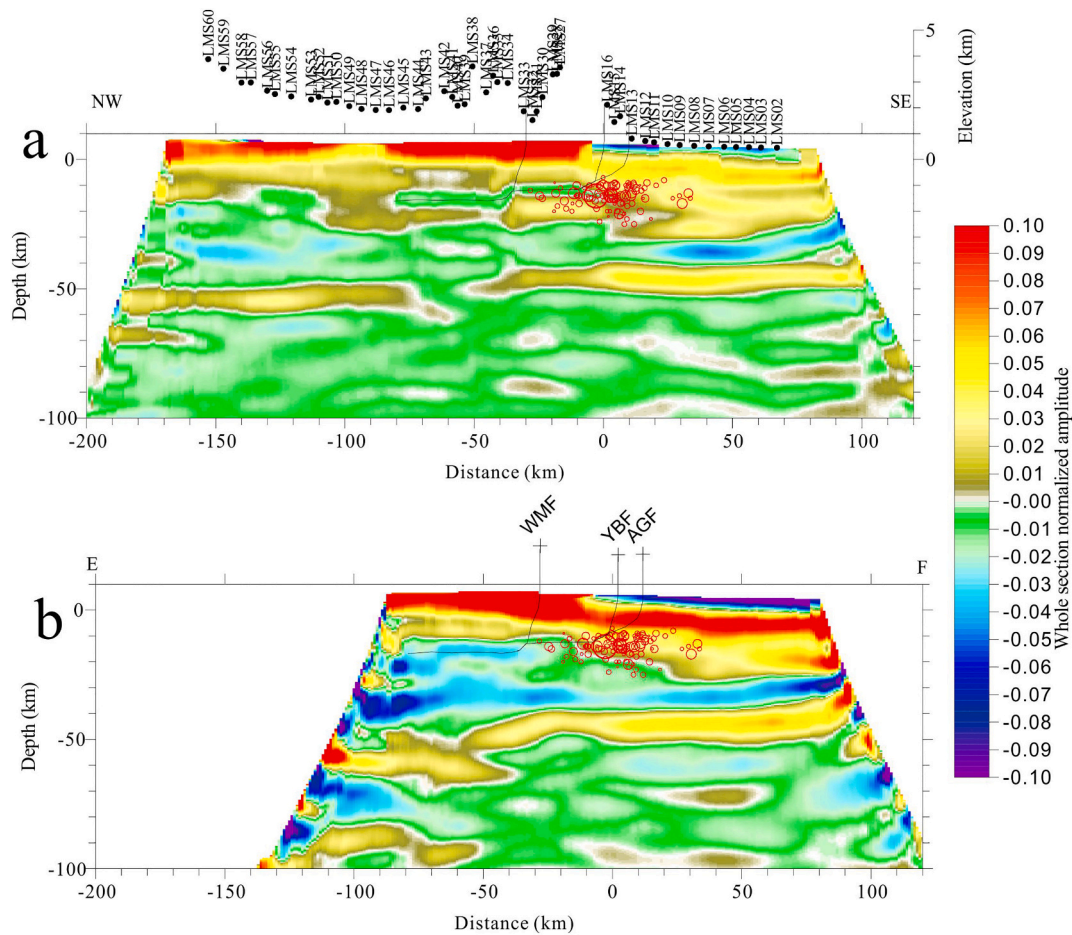 LMS60
LMS59
LMS58
LMS57
LMS56
LMS55
LMS54
LMS53
LMS52
LMS51
LMS50
LMS49
LMS48
LMS47
LMS46
LMS45
LMS44
LMS43
LMS42
LMS41
LMS39
LMS38
LMS37
LMS36
LMS34
LMS33
LMS30
LMS29
LMS27
LMS16
LMS14
LMS13
LMS12
LMS11
LMS10
LMS09
LMS08
LMS07
LMS06
LMS05
LMS04
LMS03
LMS02
5
0
Elevation (km)
NW
SE
a
0
-50
-100
Depth (km)
-200
-150
-100
-50
0
50
100
Distance (km)
WMF
YBF
AGF
E
F
b
0
-50
-100
Depth (km)
-200
-150
-100
-50
0
50
100
Distance (km)
0.10
0.09
0.08
0.07
0.06
0.05
0.04
0.03
0.02
0.01
-0.00
-0.01
-0.02
-0.03
-0.04
-0.05
-0.06
-0.07
-0.08
-0.09
-0.10
Whole section normalized amplitude